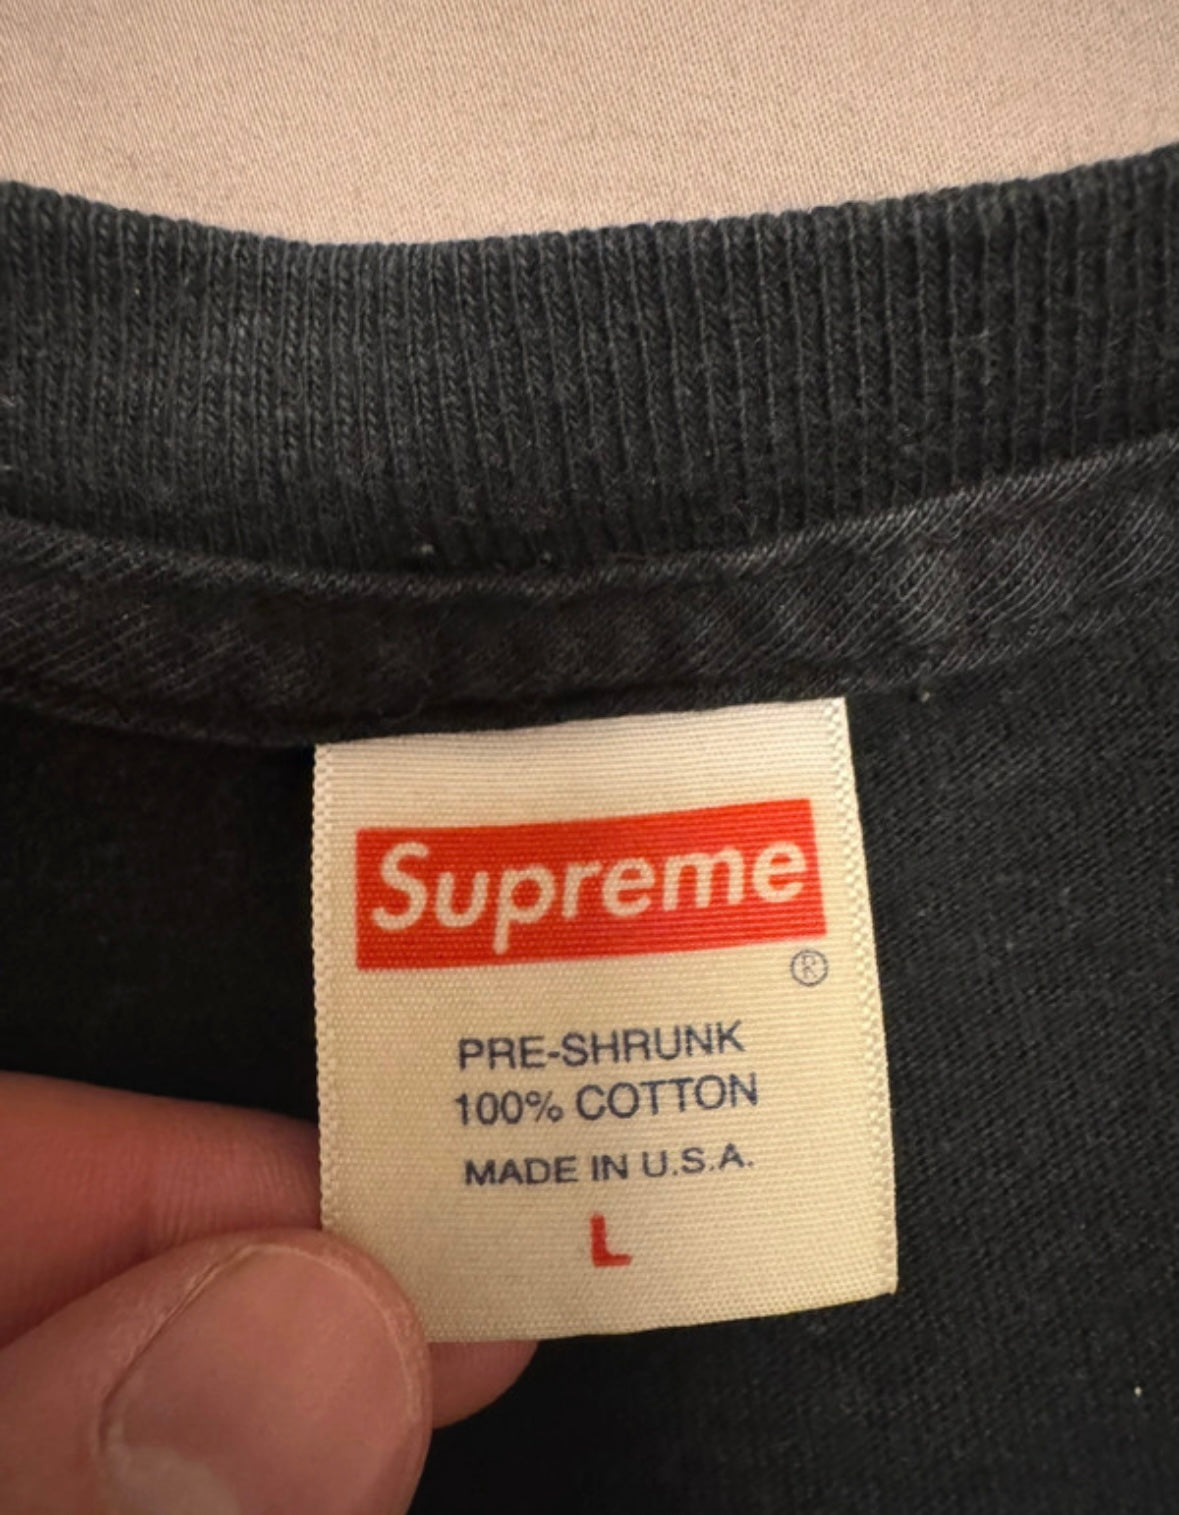 Supreme
®
PRE-SHRUNK
100% COTTON
MADE IN U.S.A.
L